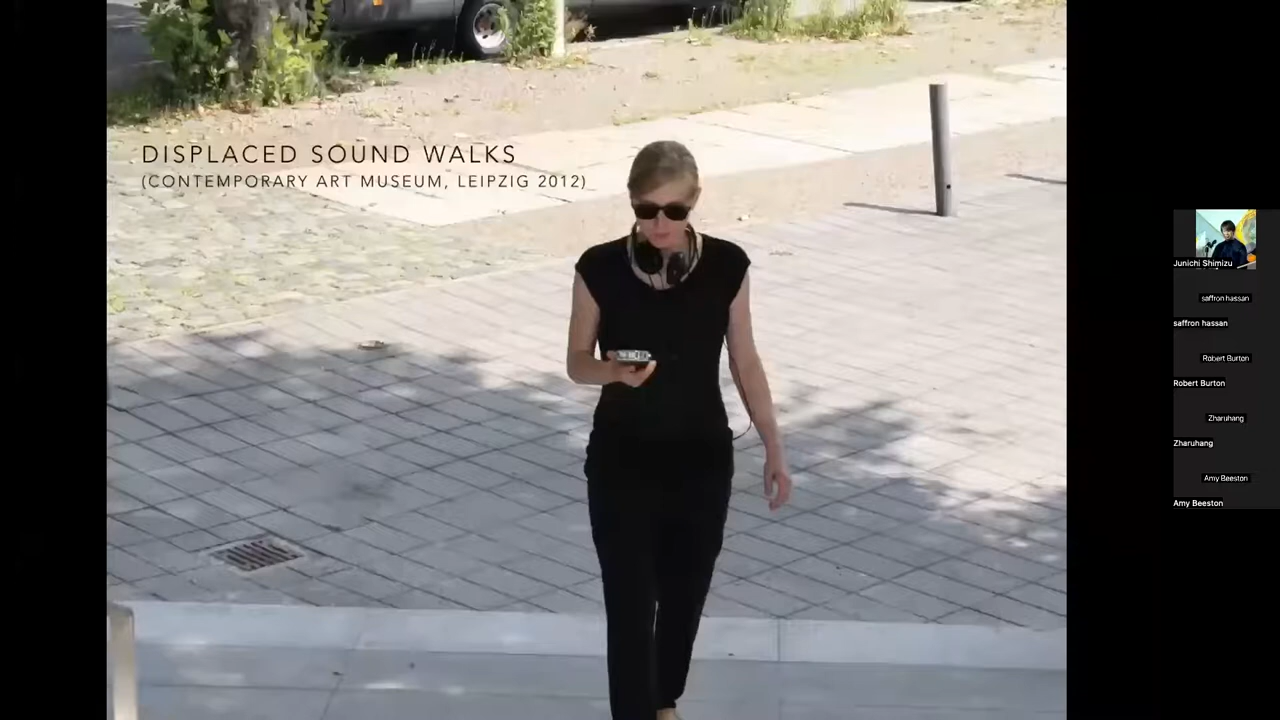 DISPLACED SOUND WALKS
(CONTEMPORARY ART MUSEUM, LEIPZIG 2012)
Junichi Shimizu
saffron hassan
saffron hassan
Robert Burton
Robert Burton
Zharuhang
Zharuhang
Amy Beeston
Amy Beeston